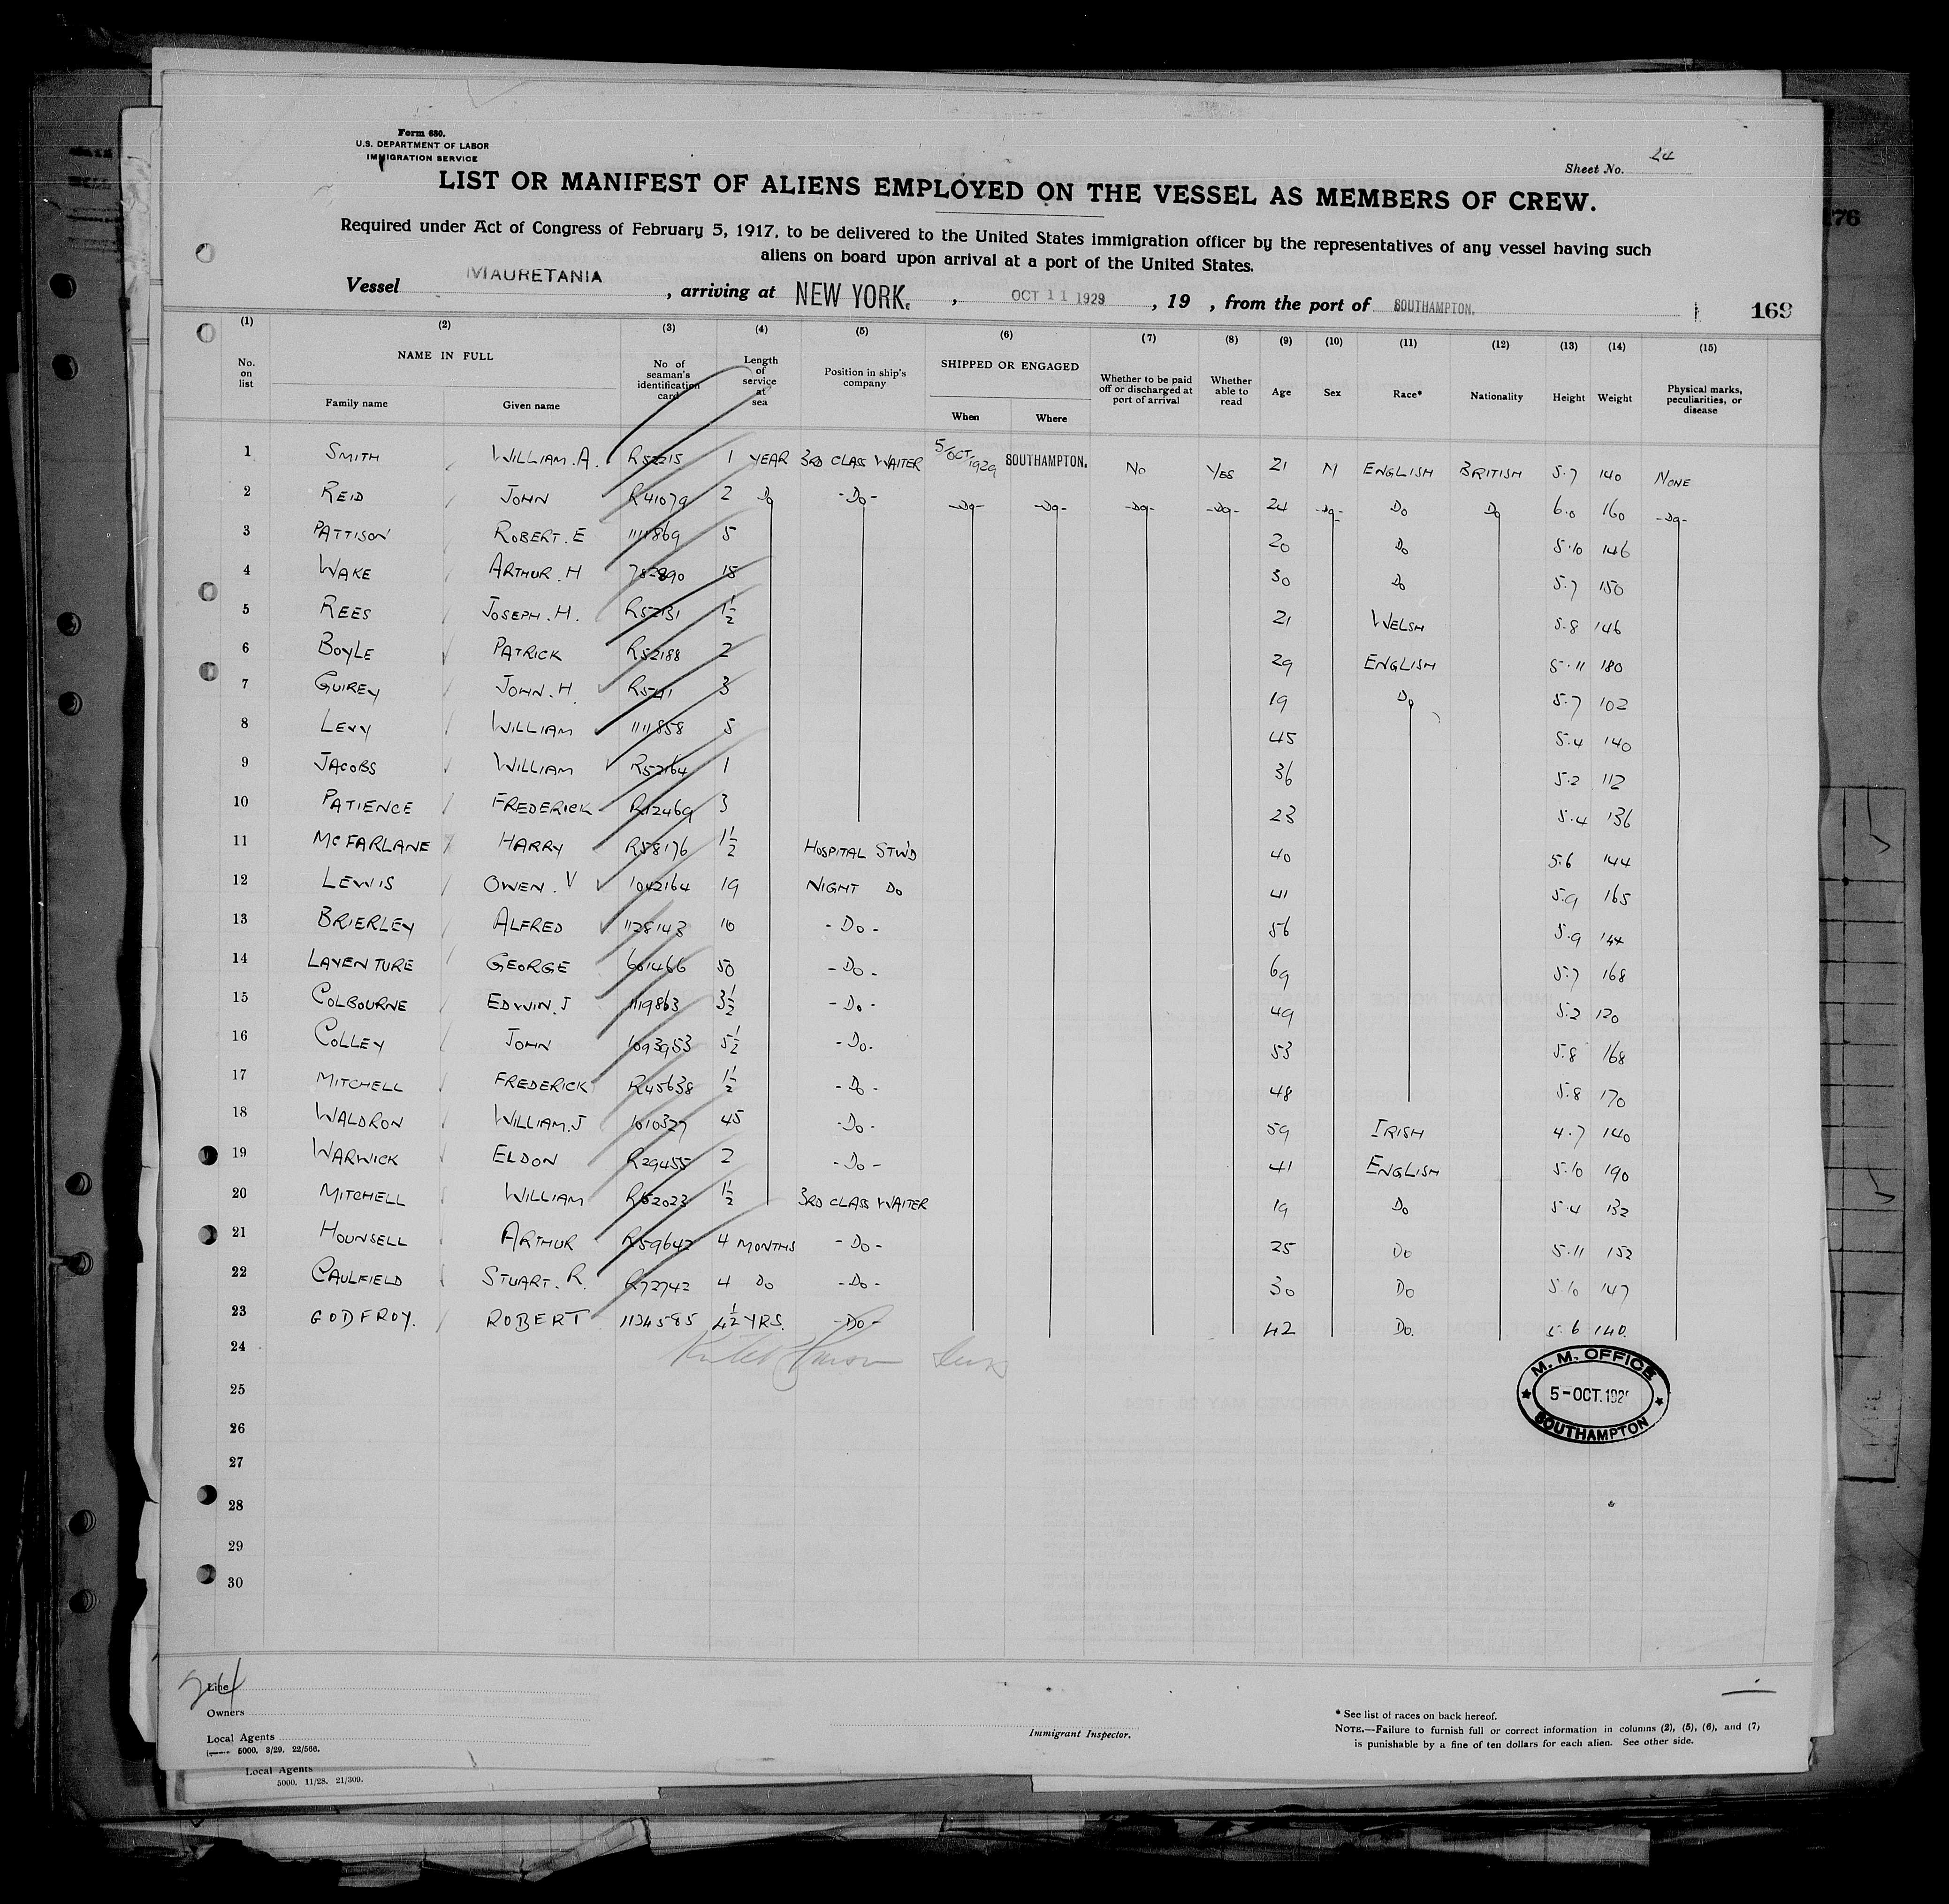 Form 680.
U.S. DEPARTMENT OF LABOR
IMMIGRATION SERVICE
Sheet No. 24
LIST OR MANIFEST OF ALIENS EMPLOYED ON THE VESSEL AS MEMBERS OF CREW.
Required under Act of Congress of February 5, 1917, to be delivered to the United States immigration officer by the representatives of any vessel having such
aliens on board upon arrival at a port of the United States.
Vessel MAURETANIA, arriving at NEW YORK., OCT 11 1929, 19 , from the port of SOUTHAMPTON. 169
(1) (2) (3) (4) (5) (6) (7) (8) (9) (10) (11) (12) (13) (14) (15)
No. on list NAME IN FULL Family name Given name No of seaman's identification card Length of service at sea Position in ship's company SHIPPED OR ENGAGED When Where Whether to be paid off or discharged at port of arrival Whether able to read Age Sex Race* Nationality Height Weight Physical marks, peculiarities, or disease
1 SMITH WILLIAM.A. R52215 1 YEAR 3RD CLASS WAITER 5/OCT/1929 SOUTHAMPTON. NO YES 21 M ENGLISH BRITISH 5.7 140 NONE
2 REID JOHN R41079 2 Do -Do- -Do- -Do- -Do- -Do- 24 -Do- Do Do 6.0 160 -Do-
3 PATTISON ROBERT.E 1111869 5 20 Do 5.10 146
4 WAKE ARTHUR.H 782890 15 30 Do 5.7 150
5 REES JOSEPH.H. R52131 1½ 21 WELSH 5.8 146
6 BOYLE PATRICK R52188 2 29 ENGLISH 5.11 180
7 GUIREY JOHN.H. 3 19 Do 5.7 102
8 LEVY WILLIAM 1111858 5 45 5.4 140
9 JACOBS WILLIAM R52164 1 36 5.2 112
10 PATIENCE FREDERICK R12469 3 23 5.4 136
11 MCFARLANE HARRY R58176 1½ HOSPITAL STWD 40 5.6 144
12 LEWIS OWEN.V 1042164 19 NIGHT Do 41 5.9 165
13 BRIERLEY ALFRED 1128143 10 -Do- 56 5.9 144
14 LAVENTURE GEORGE 601466 50 -Do- 69 5.7 168
15 COLBOURNE EDWIN.J 1119863 3½ -Do- 49 5.2 120
16 COLLEY JOHN 1093953 5½ -Do. 53 5.8 168
17 MITCHELL FREDERICK R45638 1½ -Do- 48 5.8 170
18 WALDRON WILLIAM.J 1010327 45 -Do- 59 IRISH 4.7 140
19 WARWICK ELDON R29455 2 -Do- 41 ENGLISH 5.10 190
20 MITCHELL WILLIAM R52023 1½ 3RD CLASS WAITER 19 Do 5.4 132
21 HOUNSELL ARTHUR R59642 4 MONTHS -Do- 25 Do 5.11 152
22 CAULFIELD STUART.R. R72742 4 Do -Do- 30 Do 5.10 147
23 GODFROY. ROBERT 1134585 4½ YRS. -Do- 42 Do. 5.6 140.
24
25
26
27
28
29
30
M. M. OFFICE
5-OCT.192
SOUTHAMPTON
24
Line
Owners
Local Agents
5000. 3/29. 22/566.
Immigrant Inspector.
* See list of races on back hereof.
NOTE.—Failure to furnish full or correct information in columns (2), (5), (6), and (7)
is punishable by a fine of ten dollars for each alien. See other side.
Local Agents
5000. 11/28. 21/309.
76